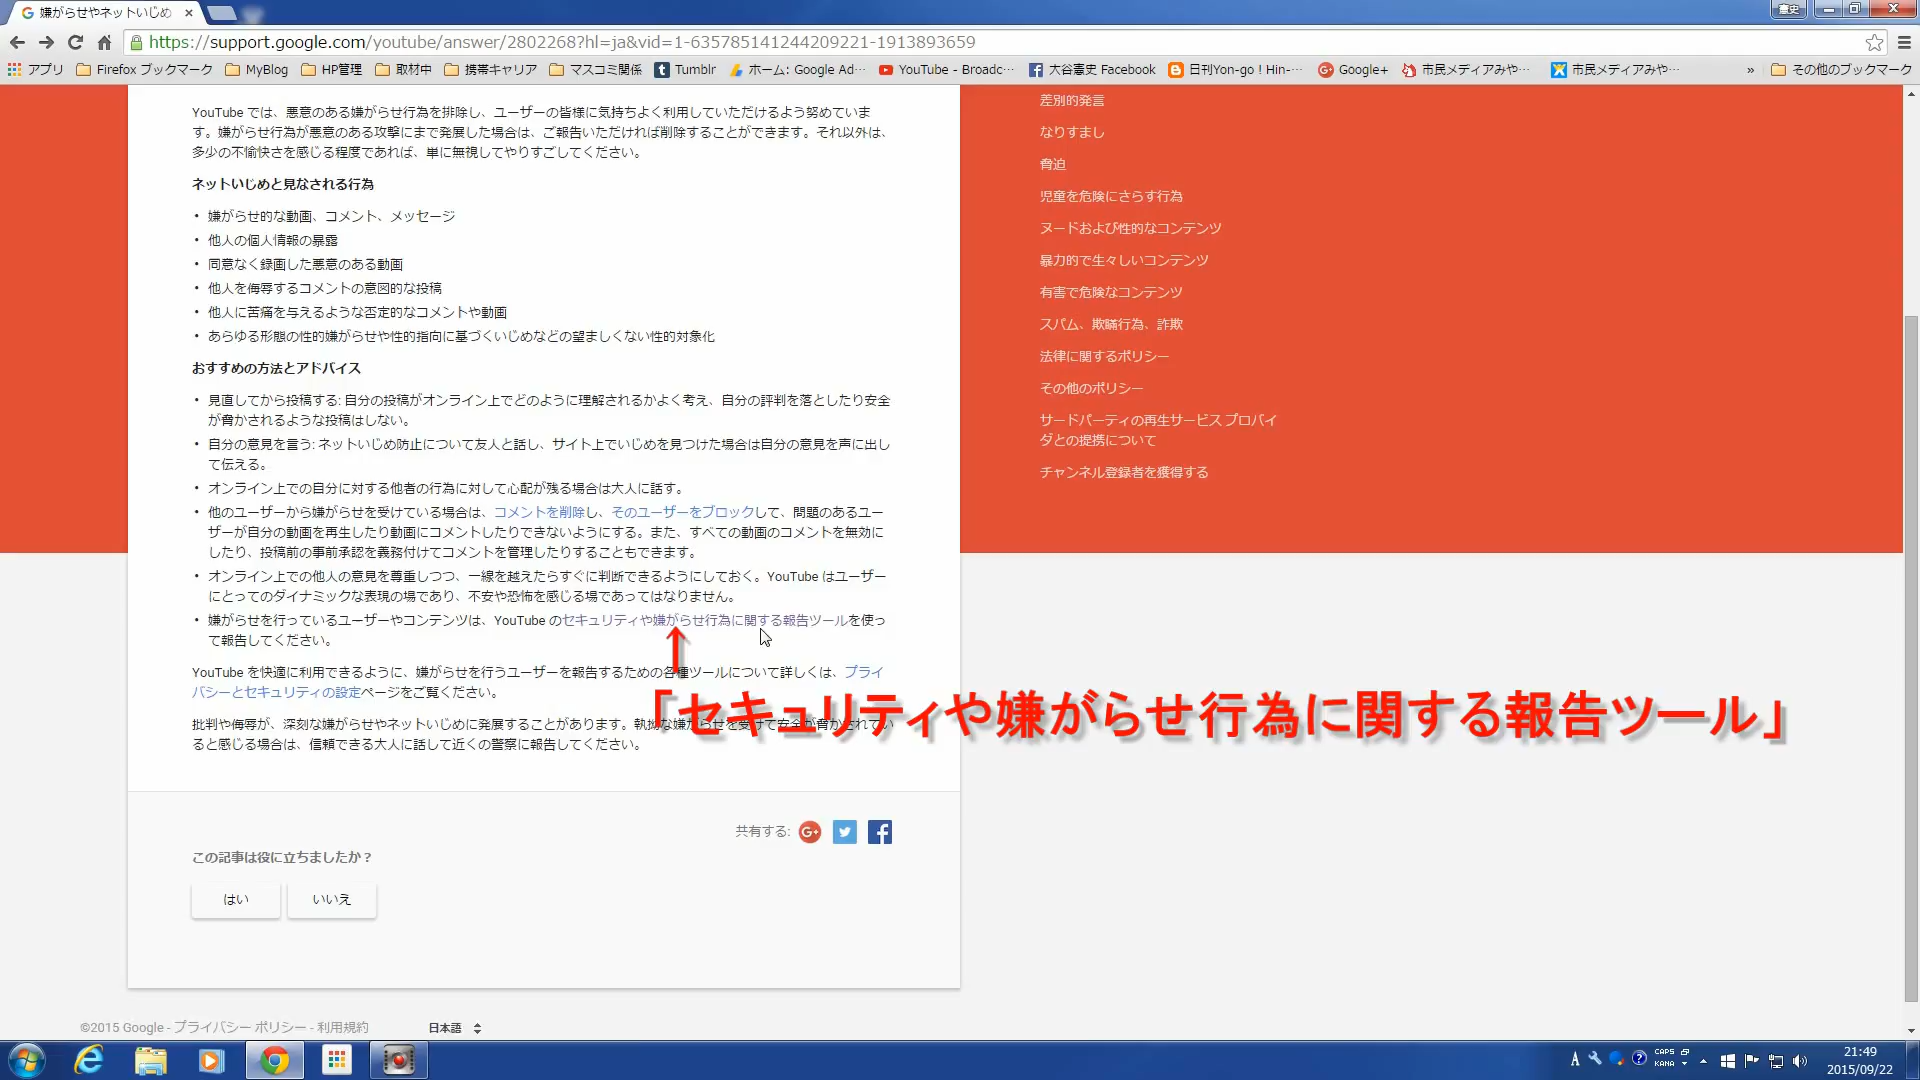 嫌がらせやネットいじめ
憲史
https://support.google.com/youtube/answer/2802268?hl=ja&vid=1-635785141244209221-1913893659
アプリ Firefox ブックマーク MyBlog HP管理 取材中 携帯キャリア マスコミ関係 Tumblr ホーム: Google Ad… YouTube - Broadc… 大谷憲史 Facebook 日刊Yon-go ! Hin-… Google+ 市民メディアみや… 市民メディアみや… » その他のブックマーク
YouTube では、悪意のある嫌がらせ行為を排除し、ユーザーの皆様に気持ちよく利用していただけるよう努めていま
す。嫌がらせ行為が悪意のある攻撃にまで発展した場合は、ご報告いただければ削除することができます。それ以外は、
多少の不愉快さを感じる程度であれば、単に無視してやりすごしてください。
ネットいじめと見なされる行為
• 嫌がらせ的な動画、コメント、メッセージ
• 他人の個人情報の暴露
• 同意なく録画した悪意のある動画
• 他人を侮辱するコメントの意図的な投稿
• 他人に苦痛を与えるような否定的なコメントや動画
• あらゆる形態の性的嫌がらせや性的指向に基づくいじめなどの望ましくない性的対象化
おすすめの方法とアドバイス
• 見直してから投稿する: 自分の投稿がオンライン上でどのように理解されるかよく考え、自分の評判を落としたり安全
が脅かされるような投稿はしない。
• 自分の意見を言う: ネットいじめ防止について友人と話し、サイト上でいじめを見つけた場合は自分の意見を声に出し
て伝える。
• オンライン上での自分に対する他者の行為に対して心配が残る場合は大人に話す。
• 他のユーザーから嫌がらせを受けている場合は、コメントを削除し、そのユーザーをブロックして、問題のあるユー
ザーが自分の動画を再生したり動画にコメントしたりできないようにする。また、すべての動画のコメントを無効に
したり、投稿前の事前承認を義務付けてコメントを管理したりすることもできます。
• オンライン上での他人の意見を尊重しつつ、一線を越えたらすぐに判断できるようにしておく。YouTube はユーザー
にとってのダイナミックな表現の場であり、不安や恐怖を感じる場であってはなりません。
• 嫌がらせを行っているユーザーやコンテンツは、YouTube のセキュリティや嫌がらせ行為に関する報告ツールを使っ
て報告してください。
YouTube を快適に利用できるように、嫌がらせを行うユーザーを報告するための各種ツールについて詳しくは、プライ
バシーとセキュリティの設定ページをご覧ください。
批判や侮辱が、深刻な嫌がらせやネットいじめに発展することがあります。執拗な嫌がらせを受けて安全が脅かされてい
ると感じる場合は、信頼できる大人に話して近くの警察に報告してください。
「セキュリティや嫌がらせ行為に関する報告ツール」
差別的発言
なりすまし
脅迫
児童を危険にさらす行為
ヌードおよび性的なコンテンツ
暴力的で生々しいコンテンツ
有害で危険なコンテンツ
スパム、欺瞞行為、詐欺
法律に関するポリシー
その他のポリシー
サードパーティの再生サービス プロバイ
ダとの提携について
チャンネル登録者を獲得する
共有する:
この記事は役に立ちましたか？
はい いいえ
©2015 Google - プライバシー ポリシー - 利用規約 日本語
A CAPS
KANA
21:49
2015/09/22